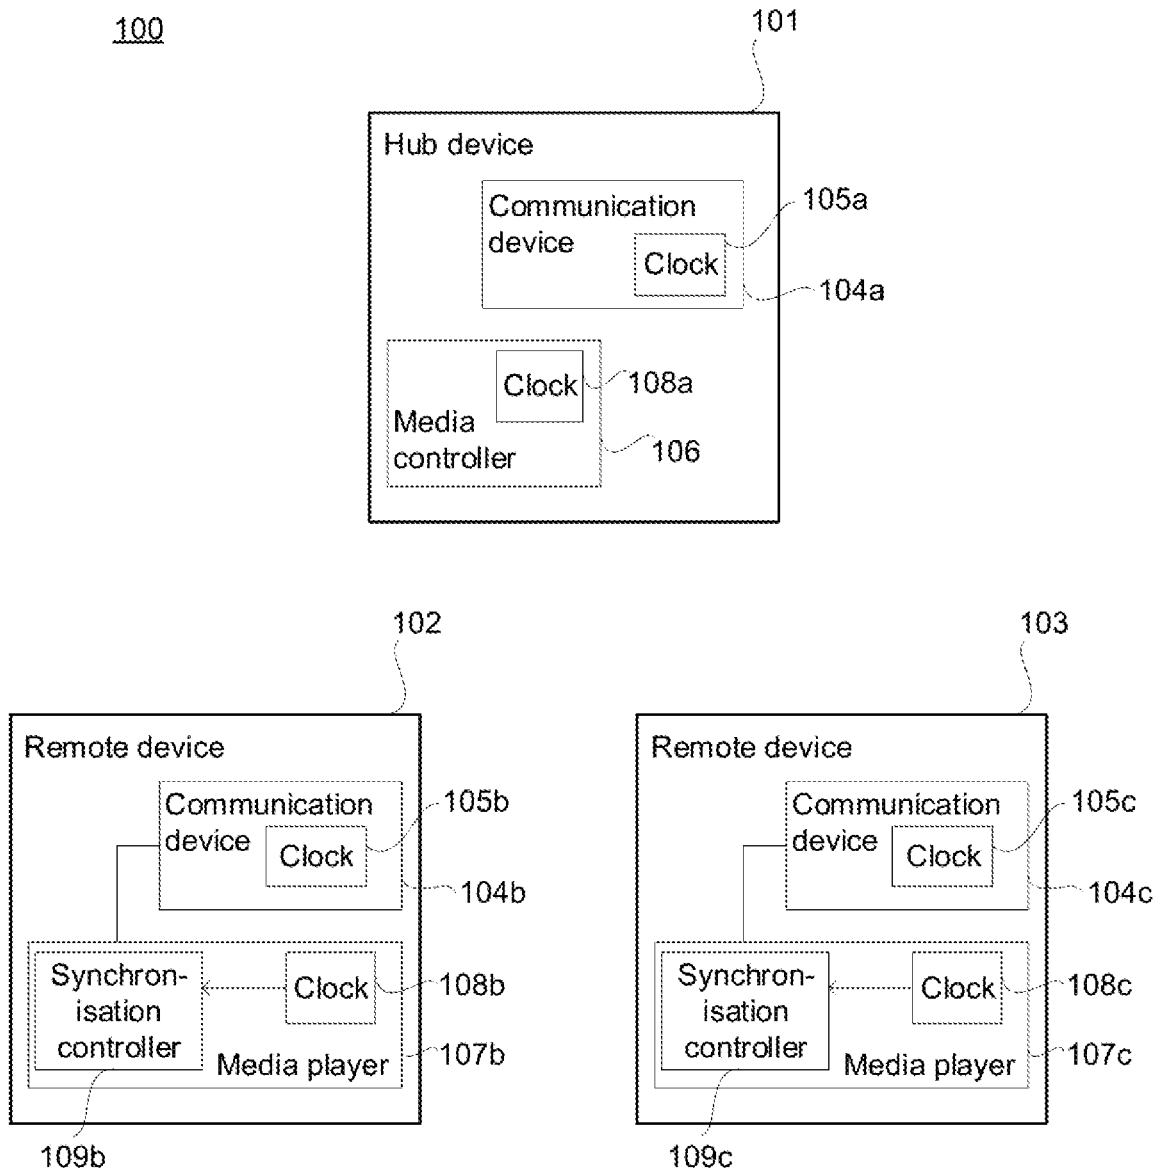 100
101
Hub device
Communication
device
Clock
105a
104a
Clock
108a
Media
controller
106
102
Remote device
Communication
device
Clock
105b
104b
Synchron-
isation
controller
Clock
108b
Media player
107b
109b
103
Remote device
Communication
device
Clock
105c
104c
Synchron-
isation
controller
Clock
108c
Media player
107c
109c